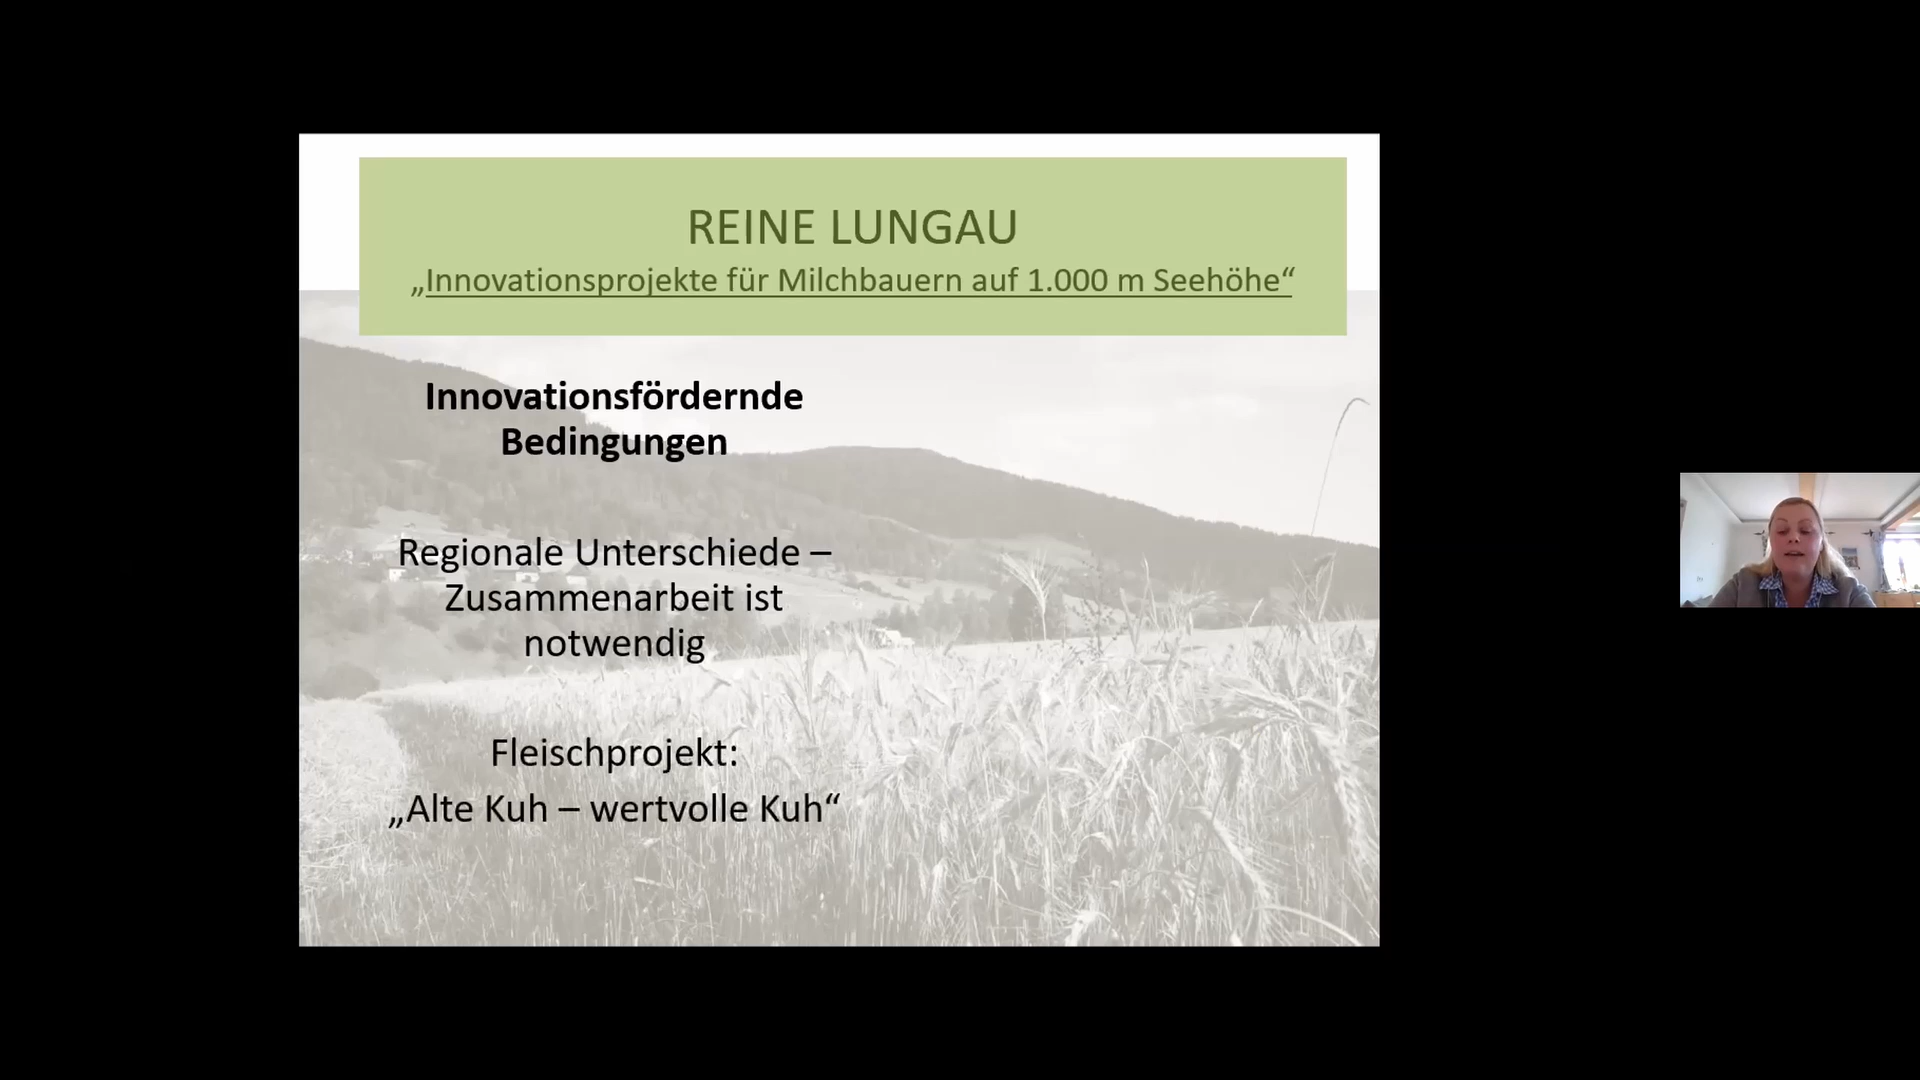 REINE LUNGAU
„Innovationsprojekte für Milchbauern auf 1.000 m Seehöhe“
Innovationsfördernde
Bedingungen
Regionale Unterschiede –
Zusammenarbeit ist
notwendig
Fleischprojekt:
„Alte Kuh – wertvolle Kuh“